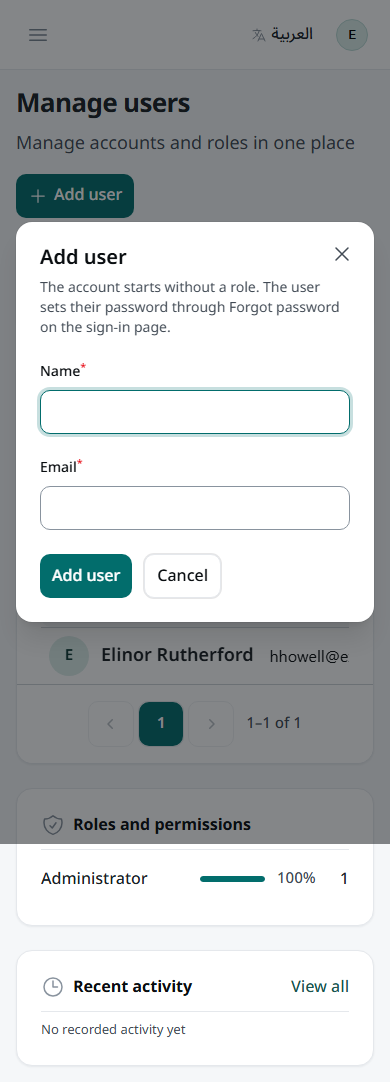 العربية
E
Manage users
Manage accounts and roles in one place
Add user
Add user
The account starts without a role. The user
sets their password through Forgot password
on the sign-in page.
Name*
Email*
Add user
Cancel
E
Elinor Rutherford
hhowell@e
1
1–1 of 1
Roles and permissions
Administrator
100%
1
Recent activity
View all
No recorded activity yet